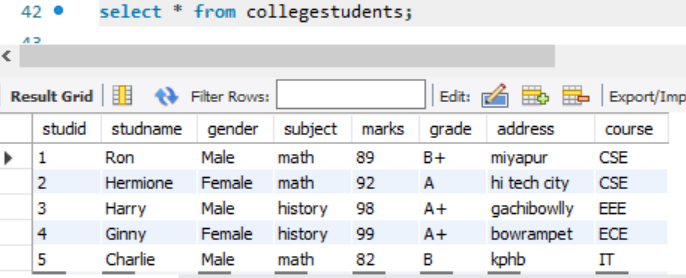 42 select * from collegestudents;
Result Grid Filter Rows: Edit: Export/Imp
studid studname gender subject marks grade address course
1 Ron Male math 89 B+ miyapur CSE
2 Hermione Female math 92 A hi tech city CSE
3 Harry Male history 98 A+ gachibowlly EEE
4 Ginny Female history 99 A+ bowrampet ECE
5 Charlie Male math 82 B kphb IT